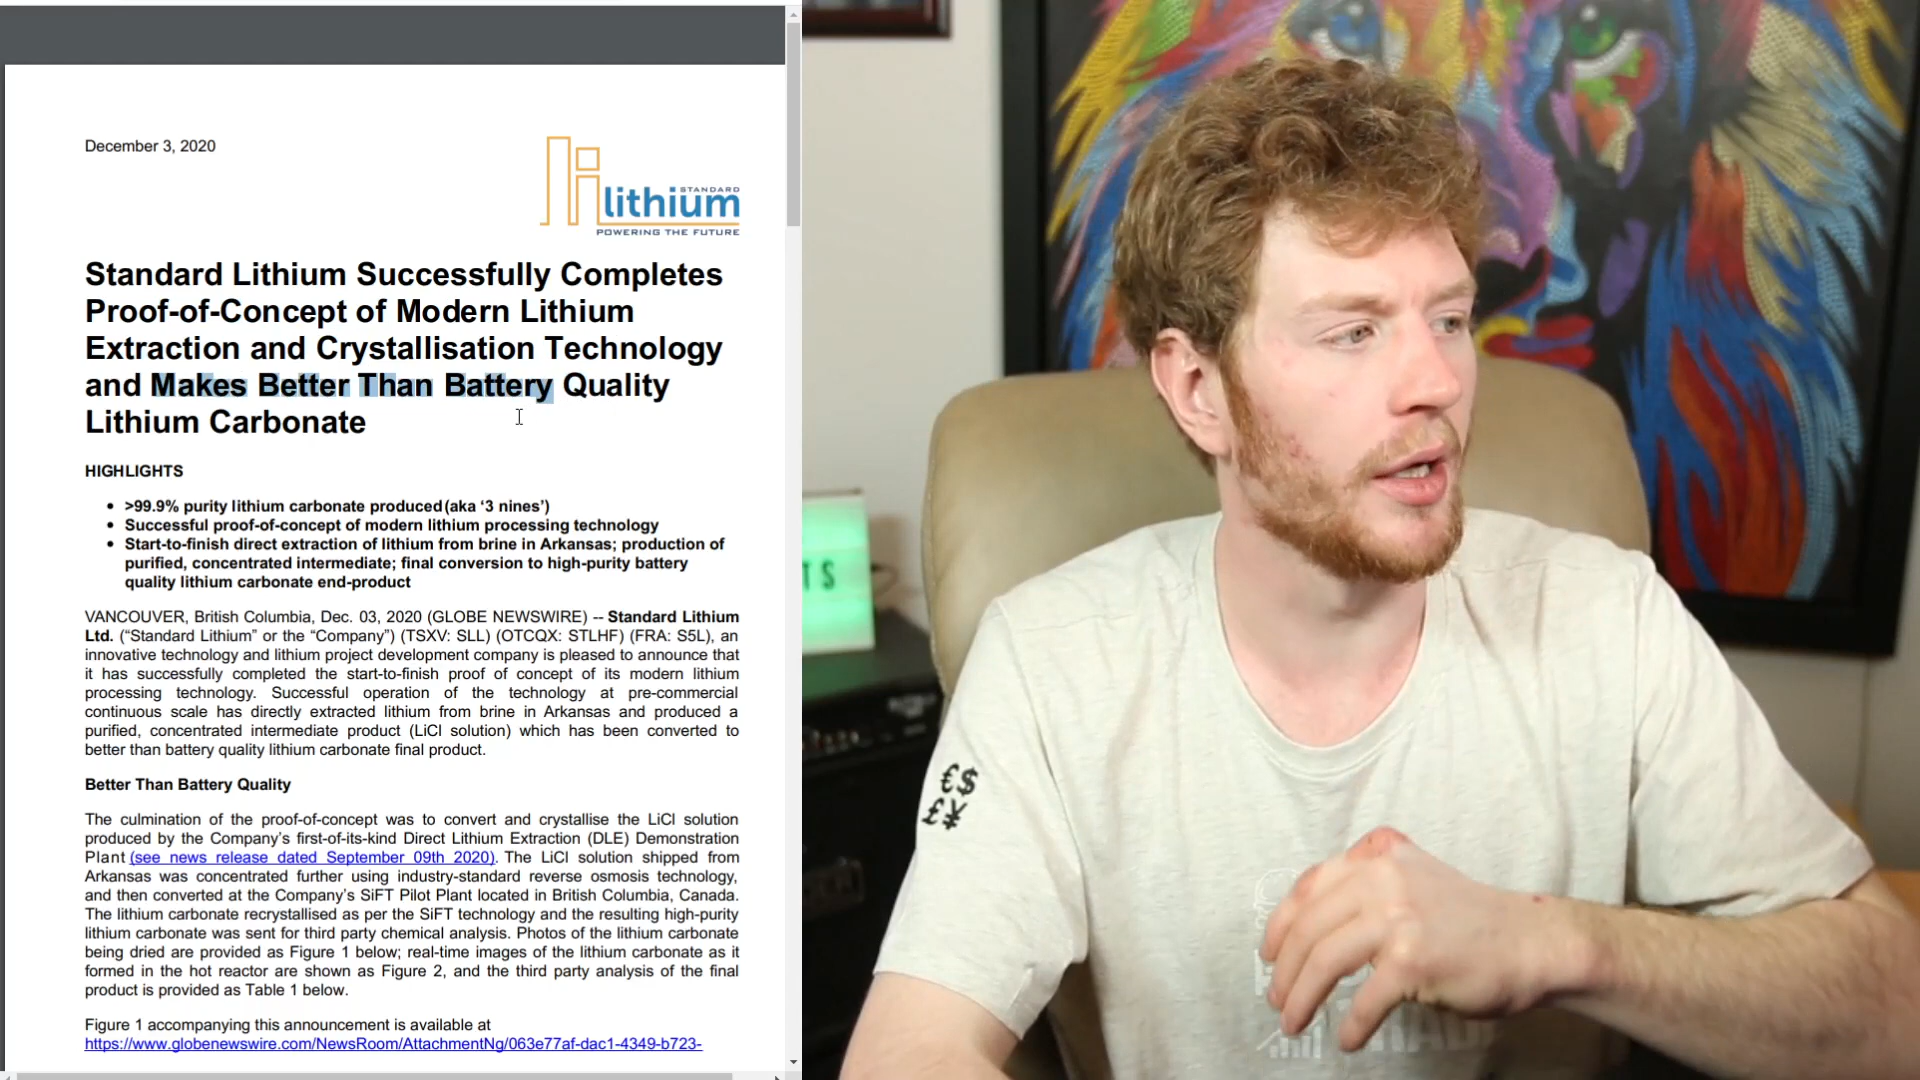 December 3, 2020
STANDARD
lithium
POWERING THE FUTURE
Standard Lithium Successfully Completes
Proof-of-Concept of Modern Lithium
Extraction and Crystallisation Technology
and Makes Better Than Battery Quality
Lithium Carbonate
HIGHLIGHTS
• >99.9% purity lithium carbonate produced (aka ‘3 nines’)
• Successful proof-of-concept of modern lithium processing technology
• Start-to-finish direct extraction of lithium from brine in Arkansas; production of
purified, concentrated intermediate; final conversion to high-purity battery
quality lithium carbonate end-product
VANCOUVER, British Columbia, Dec. 03, 2020 (GLOBE NEWSWIRE) -- Standard Lithium
Ltd. (“Standard Lithium” or the “Company”) (TSXV: SLL) (OTCQX: STLHF) (FRA: S5L), an
innovative technology and lithium project development company is pleased to announce that
it has successfully completed the start-to-finish proof of concept of its modern lithium
processing technology. Successful operation of the technology at pre-commercial
continuous scale has directly extracted lithium from brine in Arkansas and produced a
purified, concentrated intermediate product (LiCl solution) which has been converted to
better than battery quality lithium carbonate final product.
Better Than Battery Quality
The culmination of the proof-of-concept was to convert and crystallise the LiCl solution
produced by the Company’s first-of-its-kind Direct Lithium Extraction (DLE) Demonstration
Plant (see news release dated September 09th 2020). The LiCl solution shipped from
Arkansas was concentrated further using industry-standard reverse osmosis technology,
and then converted at the Company’s SiFT Pilot Plant located in British Columbia, Canada.
The lithium carbonate recrystallised as per the SiFT technology and the resulting high-purity
lithium carbonate was sent for third party chemical analysis. Photos of the lithium carbonate
being dried are provided as Figure 1 below; real-time images of the lithium carbonate as it
formed in the hot reactor are shown as Figure 2, and the third party analysis of the final
product is provided as Table 1 below.
Figure 1 accompanying this announcement is available at
https://www.globenewswire.com/NewsRoom/AttachmentNg/063e77af-dac1-4349-b723-
TS
€$
£¥